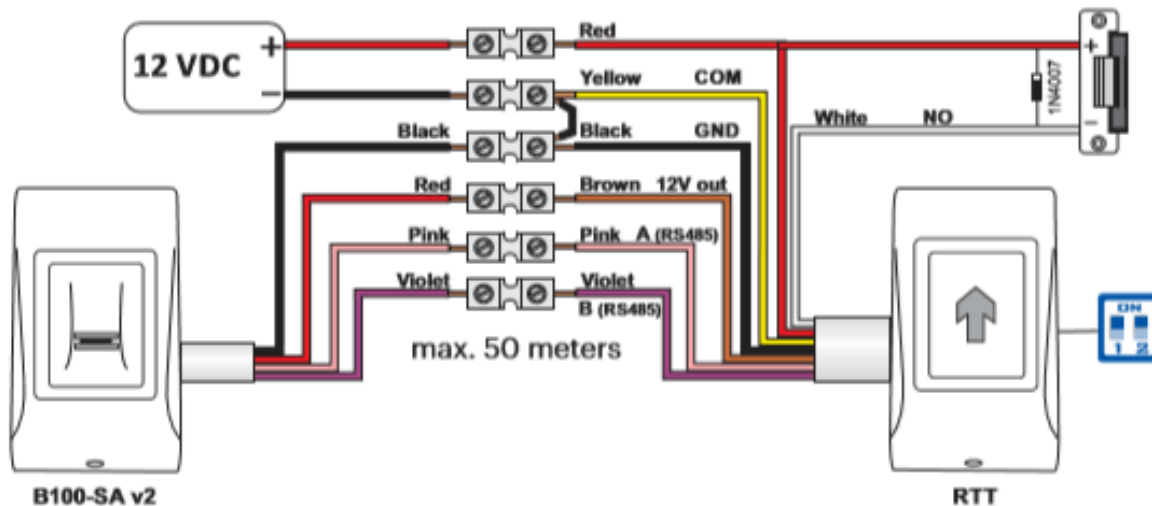 12 VDC
+
−
Red
Yellow COM
Black
Black GND
Red
Brown 12V out
Pink
Pink A (RS485)
Violet
Violet
B (RS485)
max. 50 meters
White NO
+
1N4007
−
ON
1 2
B100-SA v2
RTT